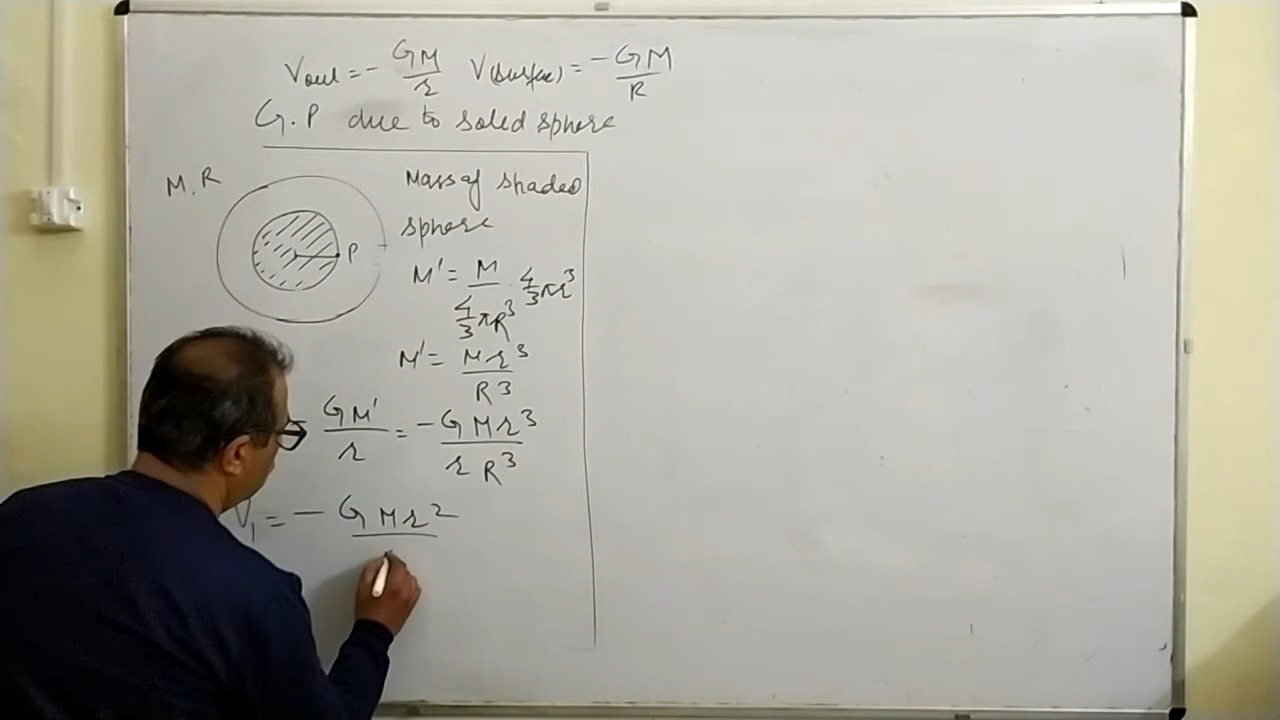 Vout = - GM/r V(surface) = - GM/R
G.P due to soled sphere
M, R
P
Mass of shaded
sphere
M' = M/(4/3 πR³) · 4/3 πr³
M' = Mr³/R³
- GM'/r = - GMr³/(r R³)
V₁ = - GMr²